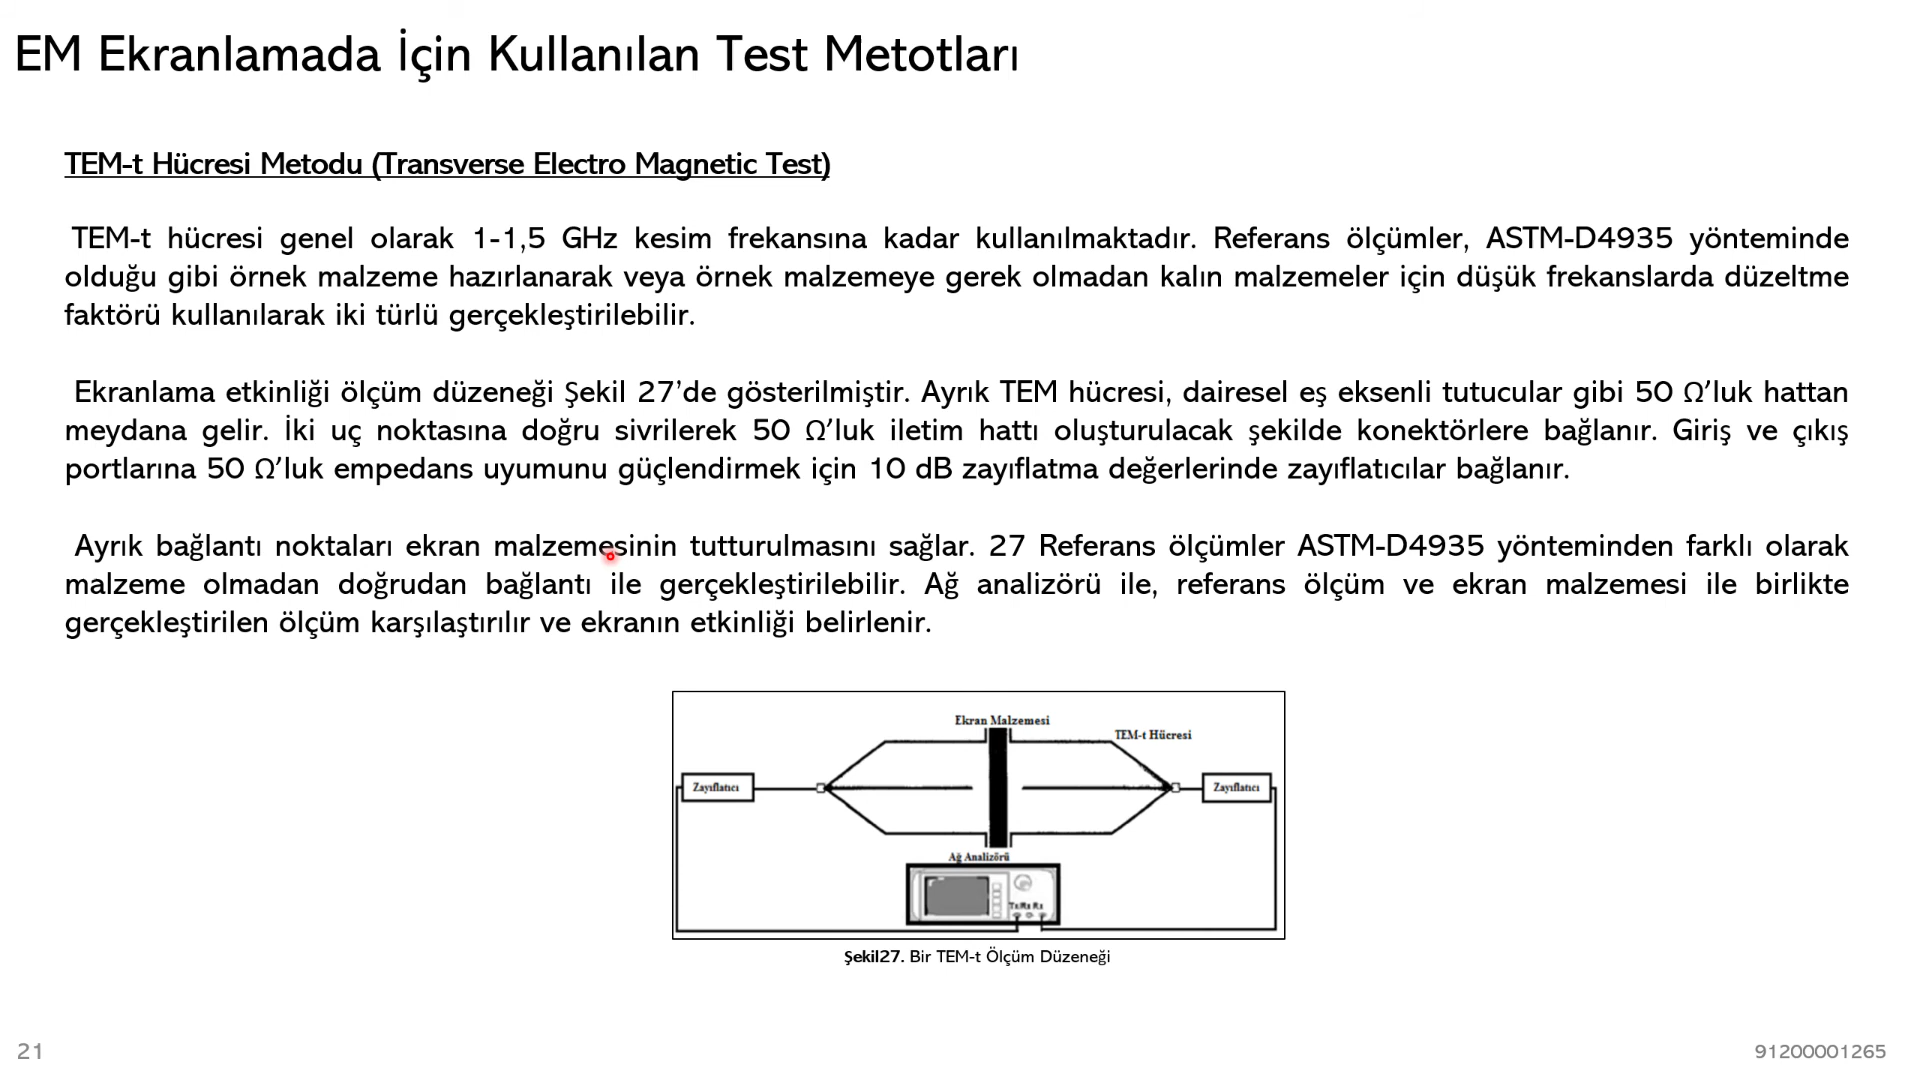 EM Ekranlamada İçin Kullanılan Test Metotları
TEM-t Hücresi Metodu (Transverse Electro Magnetic Test)
TEM-t hücresi genel olarak 1-1,5 GHz kesim frekansına kadar kullanılmaktadır. Referans ölçümler, ASTM-D4935 yönteminde
olduğu gibi örnek malzeme hazırlanarak veya örnek malzemeye gerek olmadan kalın malzemeler için düşük frekanslarda düzeltme
faktörü kullanılarak iki türlü gerçekleştirilebilir.
Ekranlama etkinliği ölçüm düzeneği Şekil 27’de gösterilmiştir. Ayrık TEM hücresi, dairesel eş eksenli tutucular gibi 50 Ω’luk hattan
meydana gelir. İki uç noktasına doğru sivrilerek 50 Ω’luk iletim hattı oluşturulacak şekilde konektörlere bağlanır. Giriş ve çıkış
portlarına 50 Ω’luk empedans uyumunu güçlendirmek için 10 dB zayıflatma değerlerinde zayıflatıcılar bağlanır.
Ayrık bağlantı noktaları ekran malzemesinin tutturulmasını sağlar. 27 Referans ölçümler ASTM-D4935 yönteminden farklı olarak
malzeme olmadan doğrudan bağlantı ile gerçekleştirilebilir. Ağ analizörü ile, referans ölçüm ve ekran malzemesi ile birlikte
gerçekleştirilen ölçüm karşılaştırılır ve ekranın etkinliği belirlenir.
Ekran Malzemesi
TEM-t Hücresi
Zayıflatıcı
Zayıflatıcı
Ağ Analizörü
Şekil27. Bir TEM-t Ölçüm Düzeneği
21
91200001265